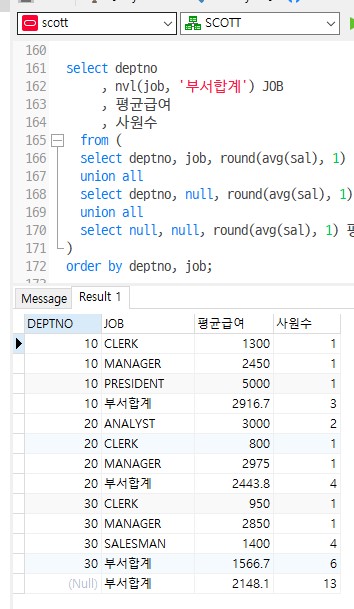 scott SCOTT
160
161 select deptno
162 , nvl(job, '부서합계') JOB
163 , 평균급여
164 , 사원수
165 from (
166 select deptno, job, round(avg(sal), 1)
167 union all
168 select deptno, null, round(avg(sal), 1)
169 union all
170 select null, null, round(avg(sal), 1) 평
171 )
172 order by deptno, job;
Message Result 1
DEPTNO JOB 평균급여 사원수
10 CLERK 1300 1
10 MANAGER 2450 1
10 PRESIDENT 5000 1
10 부서합계 2916.7 3
20 ANALYST 3000 2
20 CLERK 800 1
20 MANAGER 2975 1
20 부서합계 2443.8 4
30 CLERK 950 1
30 MANAGER 2850 1
30 SALESMAN 1400 4
30 부서합계 1566.7 6
(Null) 부서합계 2148.1 13